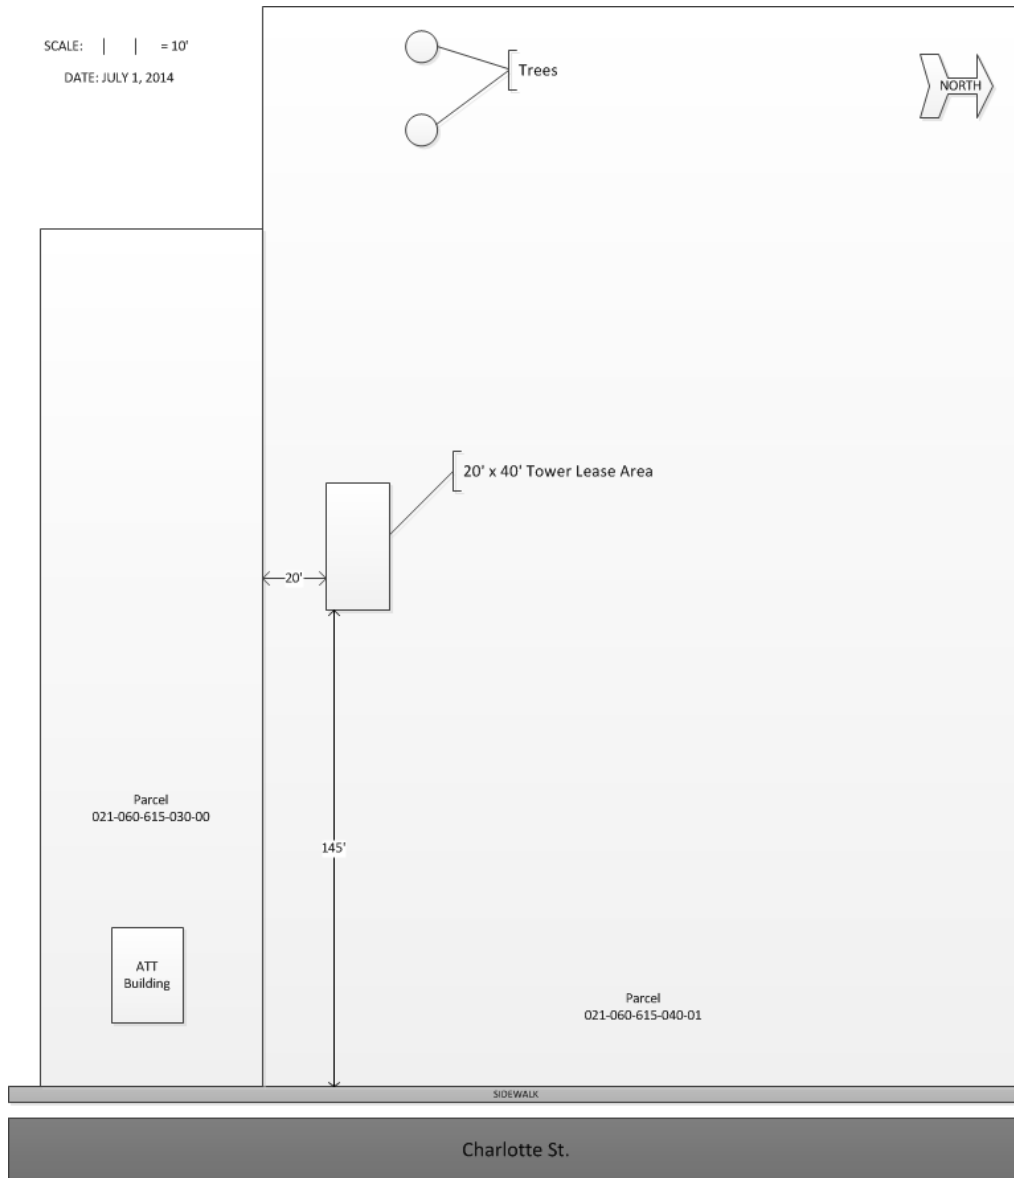 SCALE: | | = 10'
DATE: JULY 1, 2014
Trees
NORTH
20' x 40' Tower Lease Area
20'
Parcel
021-060-615-030-00
145'
ATT
Building
Parcel
021-060-615-040-01
SIDEWALK
Charlotte St.